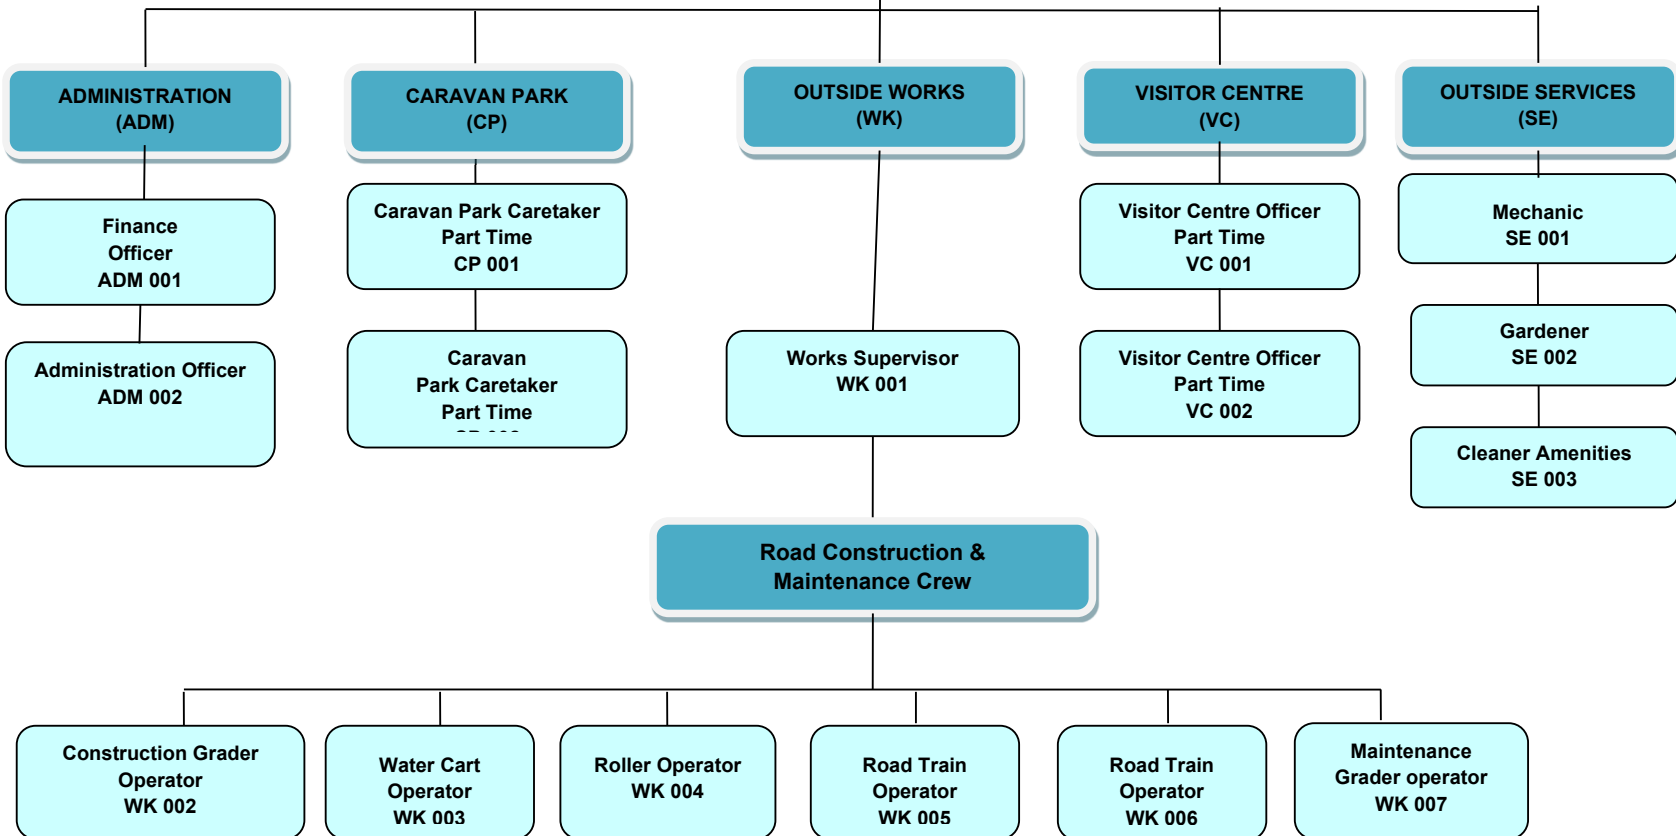 ADMINISTRATION
(ADM)
CARAVAN PARK
(CP)
OUTSIDE WORKS
(WK)
VISITOR CENTRE
(VC)
OUTSIDE SERVICES
(SE)
Finance
Officer
ADM 001
Caravan Park Caretaker
Part Time
CP 001
Visitor Centre Officer
Part Time
VC 001
Mechanic
SE 001
Administration Officer
ADM 002
Caravan
Park Caretaker
Part Time
Works Supervisor
WK 001
Visitor Centre Officer
Part Time
VC 002
Gardener
SE 002
Cleaner Amenities
SE 003
Road Construction &
Maintenance Crew
Construction Grader
Operator
WK 002
Water Cart
Operator
WK 003
Roller Operator
WK 004
Road Train
Operator
WK 005
Road Train
Operator
WK 006
Maintenance
Grader operator
WK 007